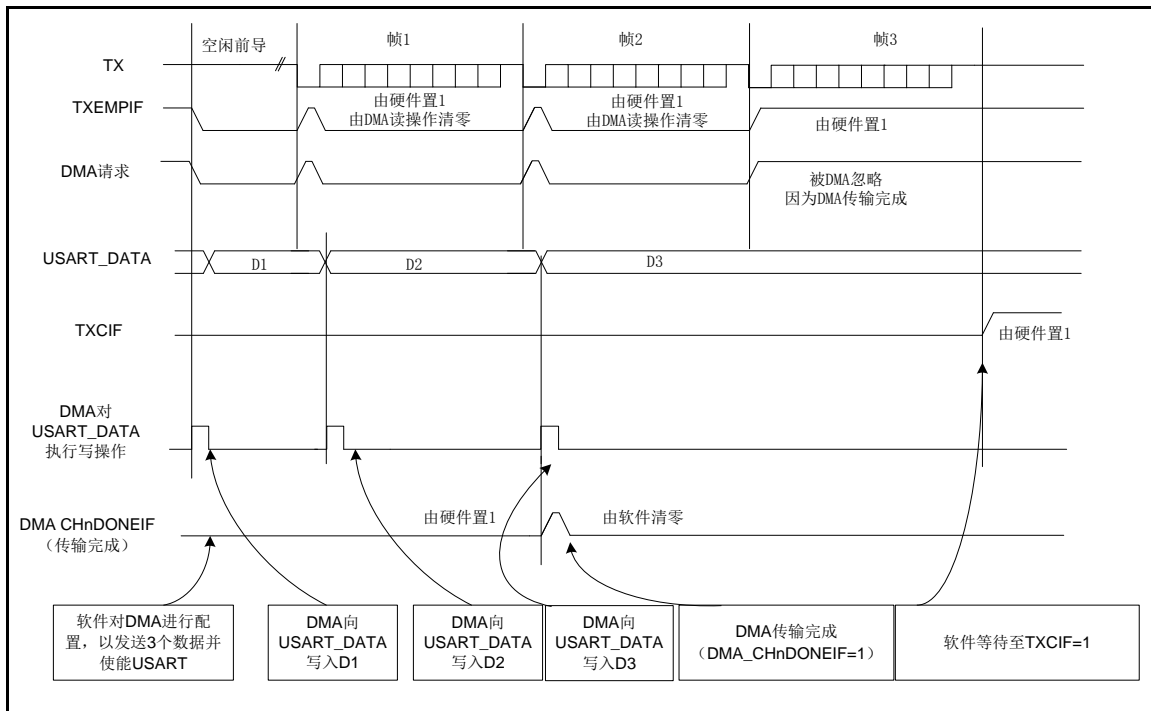 空闲前导
帧1
帧2
帧3
TX
TXEMPIF
由硬件置1
由DMA读操作清零
由硬件置1
由DMA读操作清零
由硬件置1
DMA请求
被DMA忽略
因为DMA传输完成
USART_DATA
D1
D2
D3
TXCIF
由硬件置1
DMA对
USART_DATA
执行写操作
DMA CHnDONEIF
（传输完成）
由硬件置1
由软件清零
软件对DMA进行配
置，以发送3个数据并
使能USART
DMA向
USART_DATA
写入D1
DMA向
USART_DATA
写入D2
DMA向
USART_DATA
写入D3
DMA传输完成
（DMA_CHnDONEIF=1）
软件等待至TXCIF=1